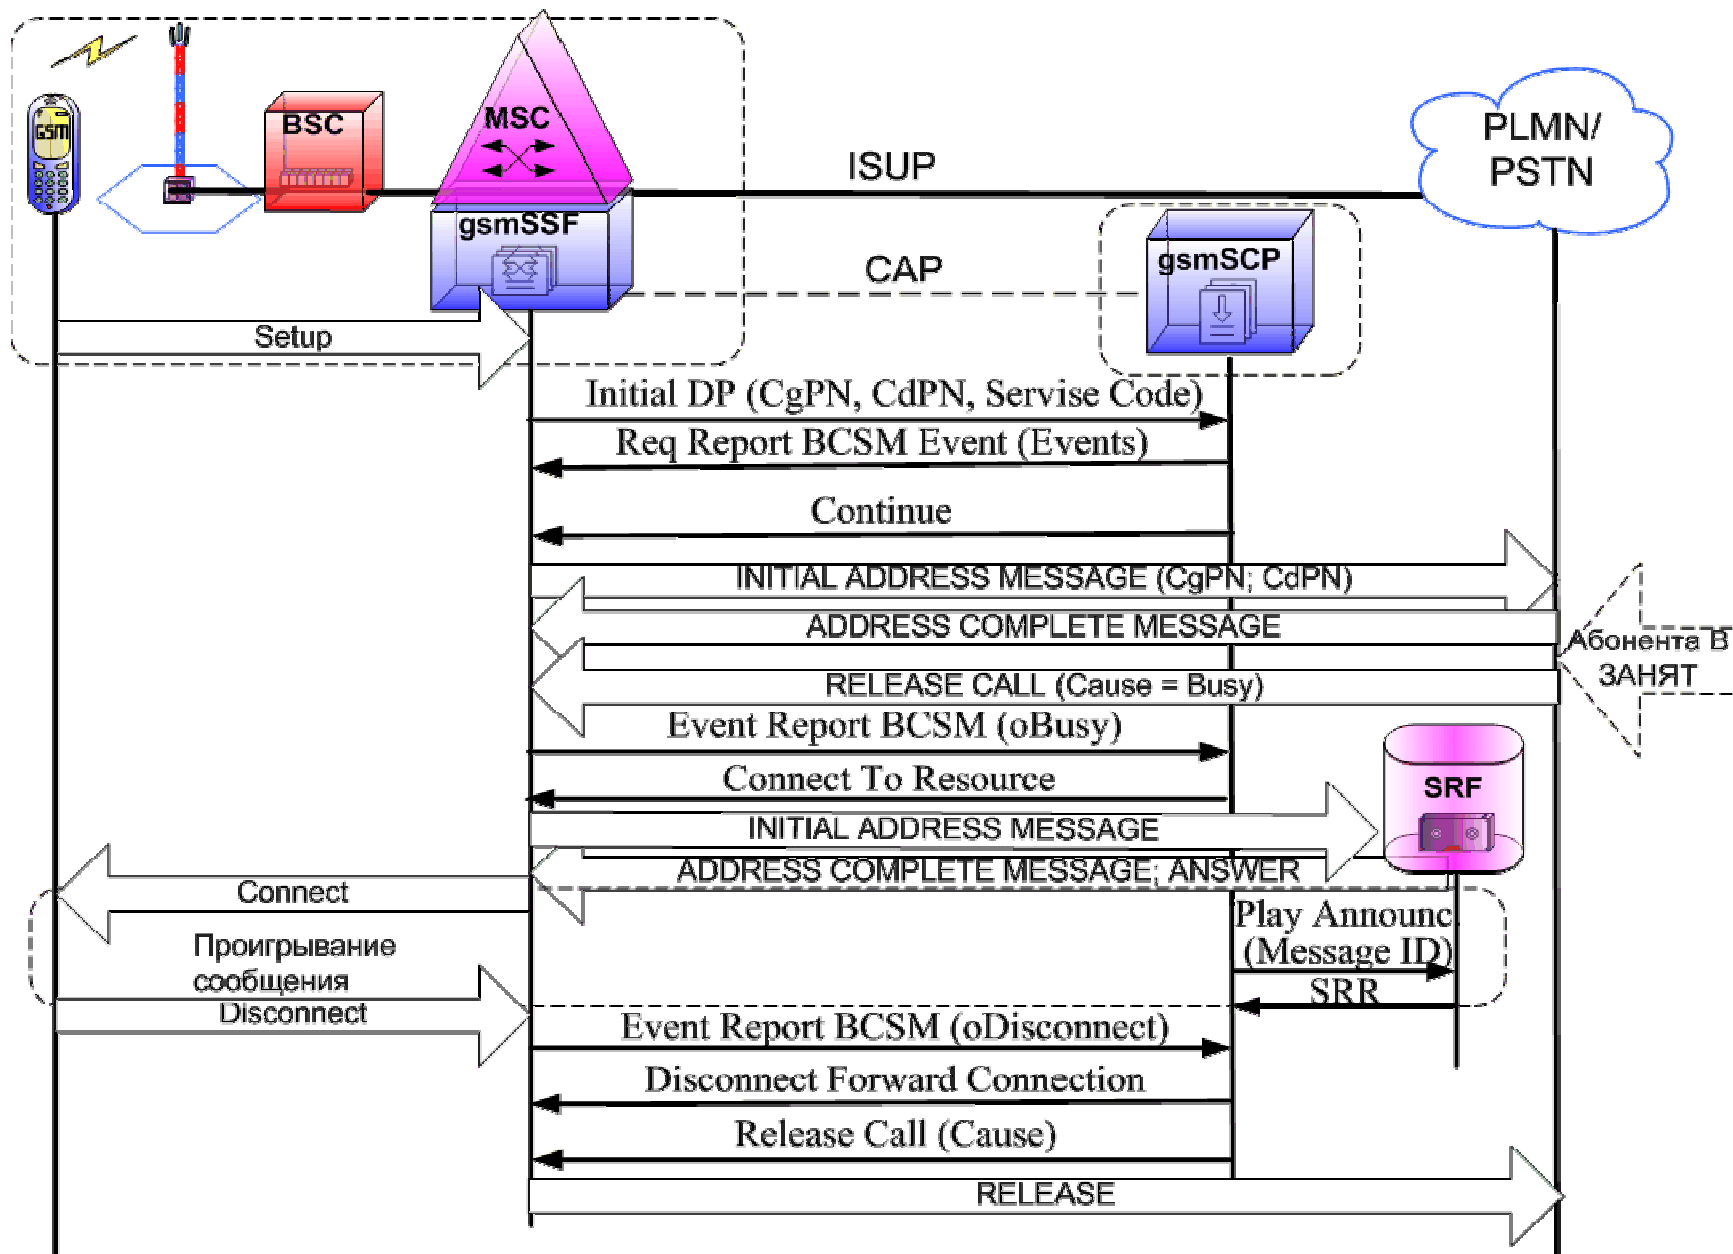 GSM
BSC
MSC
gsmSSF
ISUP
PLMN/
PSTN
CAP
gsmSCP
Setup
Initial DP (CgPN, CdPN, Servise Code)
Req Report BCSM Event (Events)
Continue
INITIAL ADDRESS MESSAGE (CgPN; CdPN)
ADDRESS COMPLETE MESSAGE
Абонента В
ЗАНЯТ
RELEASE CALL (Cause = Busy)
Event Report BCSM (oBusy)
Connect To Resource
SRF
INITIAL ADDRESS MESSAGE
ADDRESS COMPLETE MESSAGE; ANSWER
Connect
Play Announc.
(Message ID)
Проигрывание
сообщения
SRR
Disconnect
Event Report BCSM (oDisconnect)
Disconnect Forward Connection
Release Call (Cause)
RELEASE